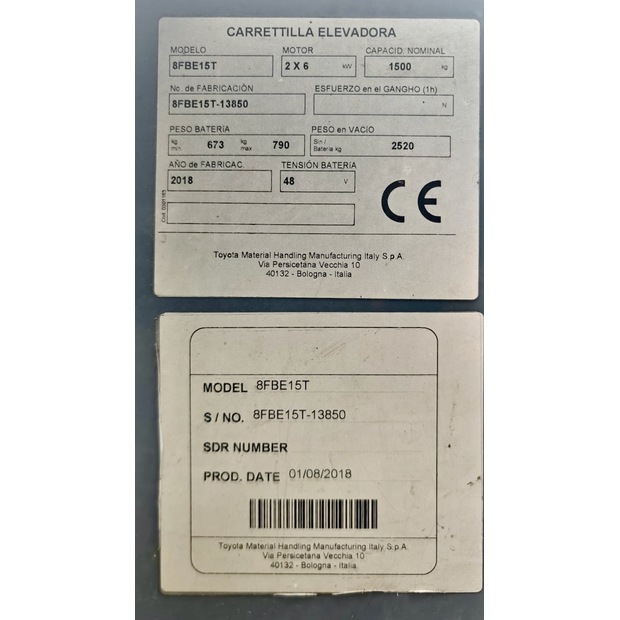 CARRETTILLA ELEVADORA
MODELO MOTOR CAPACID. NOMINAL
8FBE15T 2 X 6 kW 1500 kg
No. de FABRICACIÓN ESFUERZO en el GANGHO (1h)
8FBE15T-13850 N
PESO BATERÍA PESO en VACIO
kg min 673 kg max 790 Sin / Bateria kg 2520
AÑO de FABRICAC. TENSIÓN BATERÍA
2018 48 V
CE
Toyota Material Handling Manufacturing Italy S.p.A.
Via Persicetana Vecchia 10
40132 - Bologna - Italia
MODEL 8FBE15T
S / NO. 8FBE15T-13850
SDR NUMBER
PROD. DATE 01/08/2018
Toyota Material Handling Manufacturing Italy S.p.A.
Via Persicetana Vecchia 10
40132 - Bologna - Italia